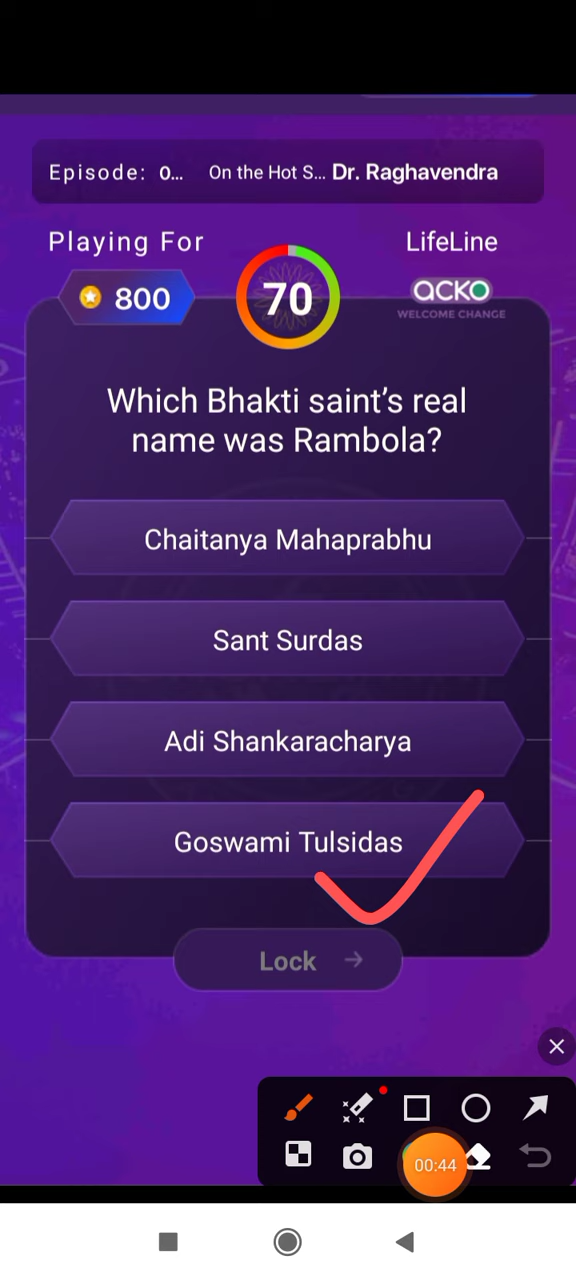 Episode: 0... On the Hot S... Dr. Raghavendra
Playing For
LifeLine
800
70
acko
WELCOME CHANGE
Which Bhakti saint’s real
name was Rambola?
Chaitanya Mahaprabhu
Sant Surdas
Adi Shankaracharya
Goswami Tulsidas
Lock
00:44